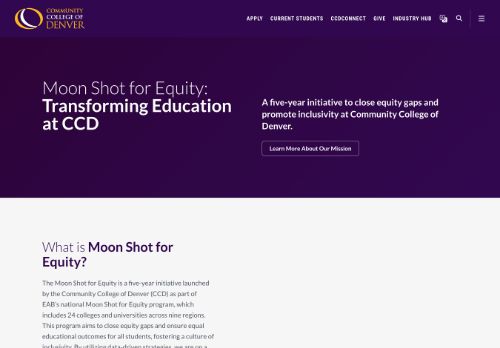 COMMUNITY
COLLEGE OF
DENVER
APPLY CURRENT STUDENTS CCDCONNECT GIVE INDUSTRY HUB
Moon Shot for Equity:
Transforming Education
at CCD
A five-year initiative to close equity gaps and
promote inclusivity at Community College of
Denver.
Learn More About Our Mission
What is Moon Shot for
Equity?
The Moon Shot for Equity is a five-year initiative launched
by the Community College of Denver (CCD) as part of
EAB's national Moon Shot for Equity program, which
includes 24 colleges and universities across nine regions.
This program aims to close equity gaps and ensure equal
educational outcomes for all students, fostering a culture of
inclusivity. By utilizing data-driven strategies, we are on a